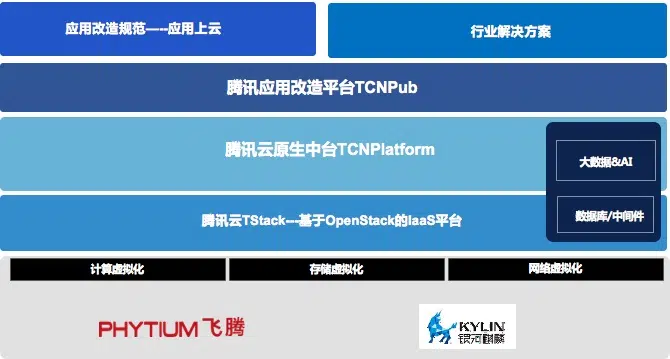 应用改造规范-----应用上云
行业解决方案
腾讯应用改造平台TCNPub
腾讯云原生中台TCNPlatform
大数据&AI
数据库/中间件
腾讯云TStack---基于OpenStack的IaaS平台
计算虚拟化
存储虚拟化
网络虚拟化
PHYTIUM飞腾
KYLIN
银河麒麟